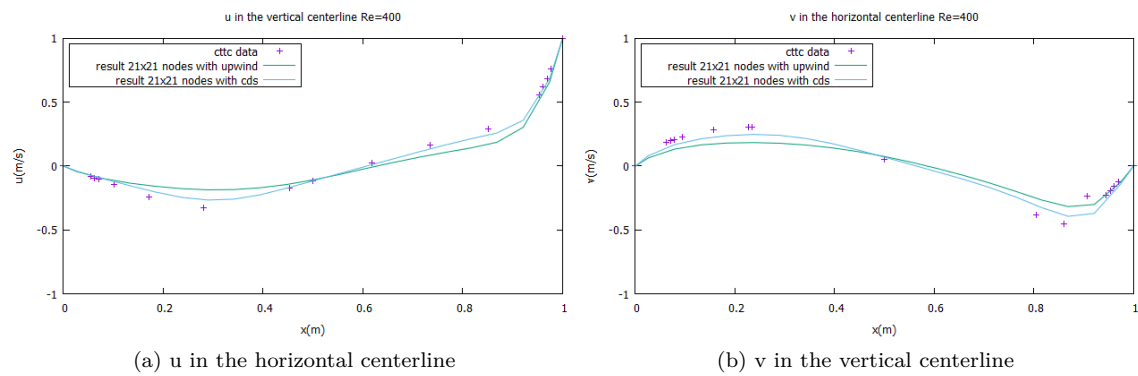 u in the vertical centerline Re=400
cttc data
result 21x21 nodes with upwind
result 21x21 nodes with cds
1
0.5
0
-0.5
-1
u(m/s)
0 0.2 0.4 0.6 0.8 1
x(m)
(a) u in the horizontal centerline
v in the horizontal centerline Re=400
cttc data
result 21x21 nodes with upwind
result 21x21 nodes with cds
1
0.5
0
-0.5
-1
v(m/s)
0 0.2 0.4 0.6 0.8 1
x(m)
(b) v in the vertical centerline